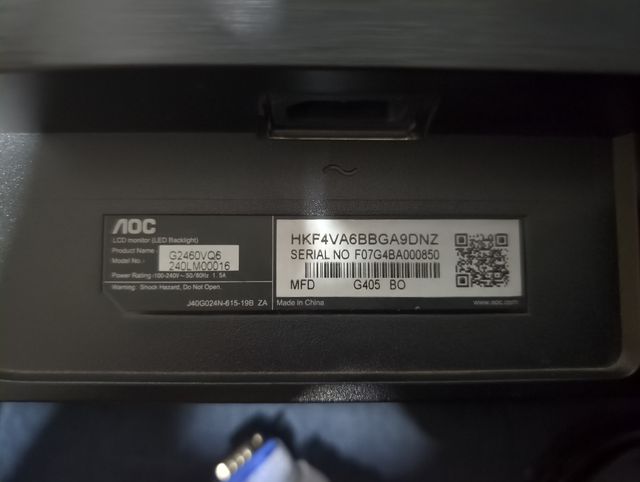 AOC
LCD monitor (LED Backlight)
Product Name: G2460VQ6
Model No.: 240LM00016
Power Rating: 100-240V~50/60Hz 1.5A
Warning: Shock Hazard, Do Not Open.
J40G024N-615-19B ZA
HKF4VA6BBGA9DNZ
SERIAL NO F07G4BA000850
MFD G405 BO
Made in China
www.aoc.com